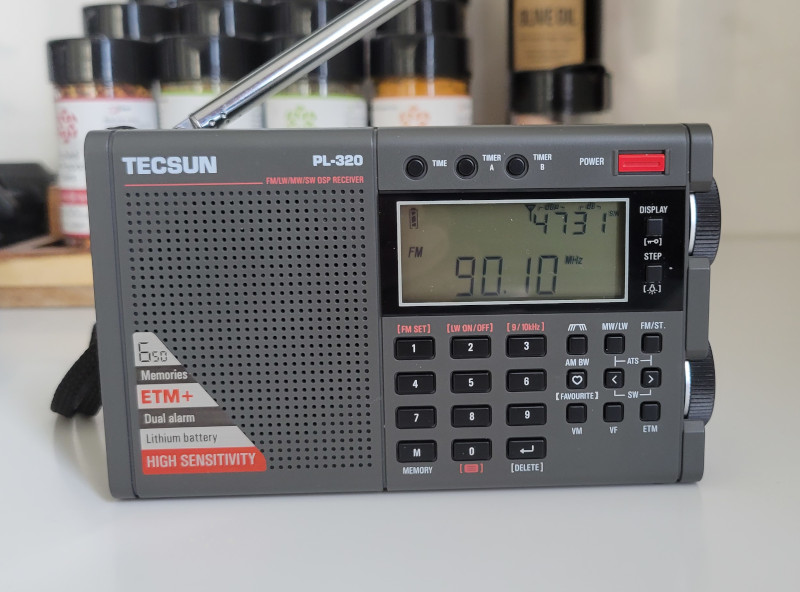 OLIVE OIL
TECSUN
PL-320
FM/LW/MW/SW DSP RECEIVER
TIME
TIMER A
TIMER B
POWER
4731
FM
90.10 MHz
DISPLAY
STEP
[FM SET] [LW ON/OFF] [9/10kHz]
1 2 3
4 5 6
7 8 9
M 0
MEMORY
[DELETE]
MW/LW FM/ST.
AM BW
ATS
[FAVOURITE]
SW
VM VF ETM
650
Memories
ETM+
Dual alarm
Lithium battery
HIGH SENSITIVITY